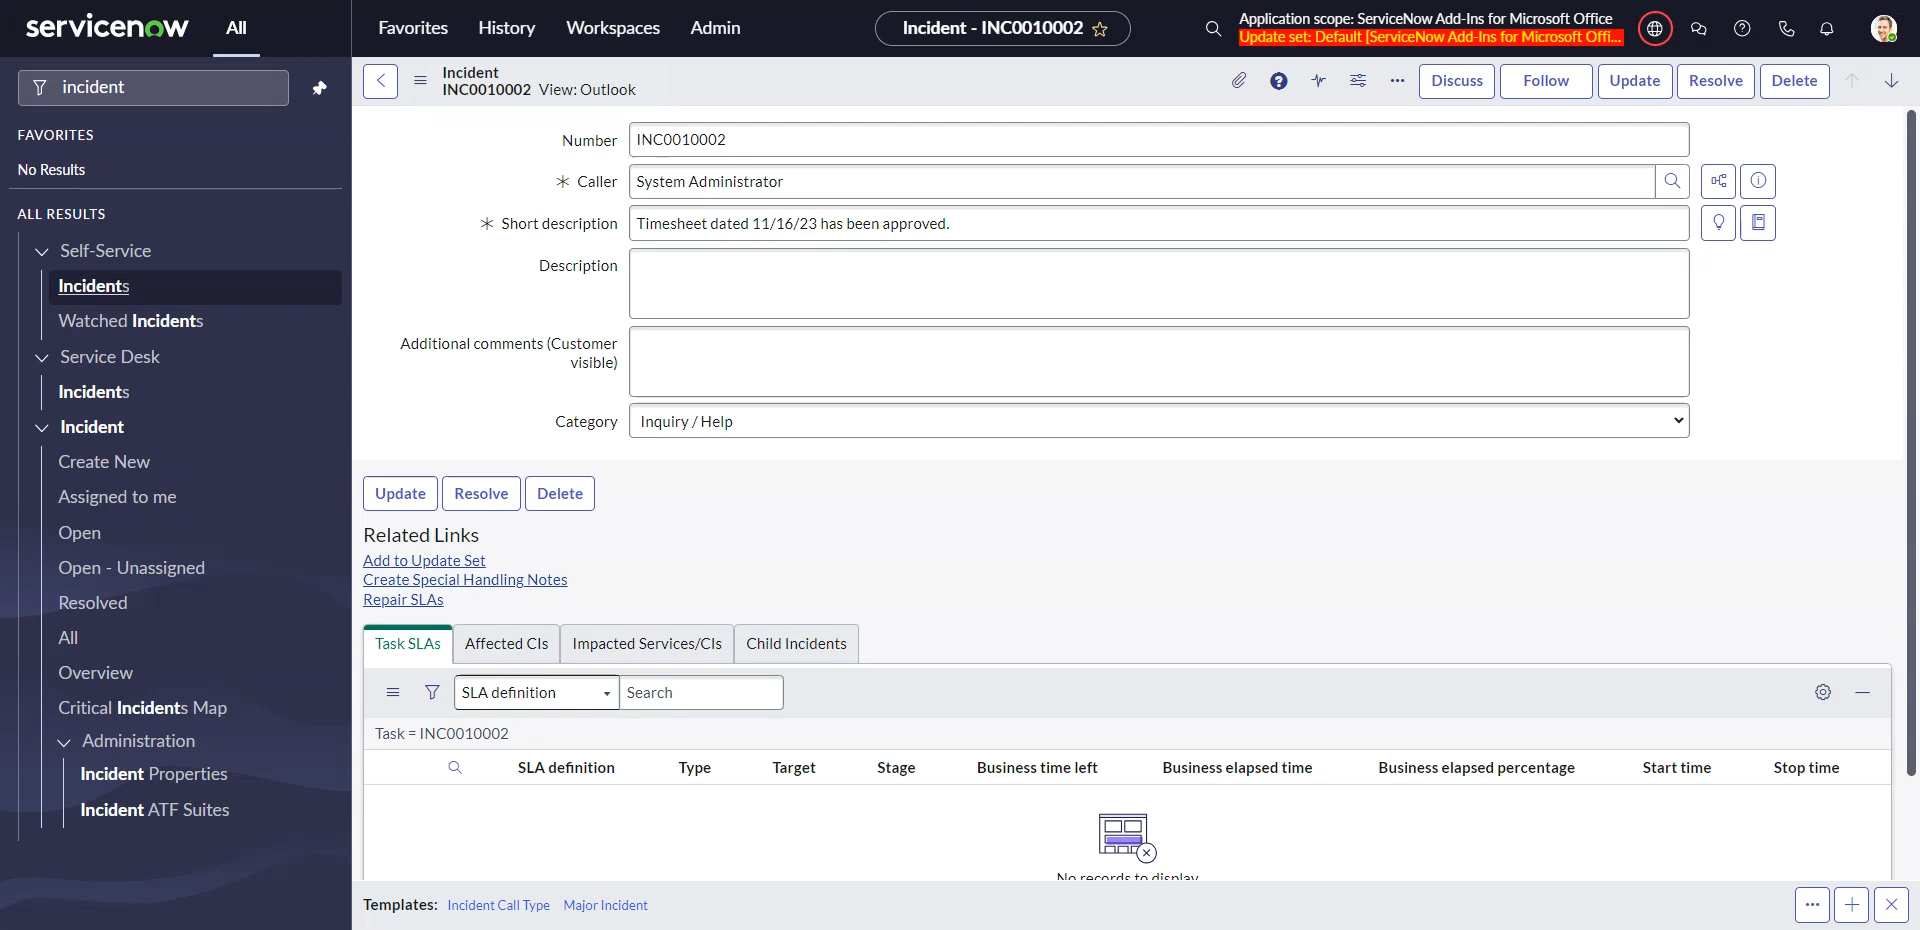 servicenow
All
Favorites
History
Workspaces
Admin
Incident - INC0010002
Application scope: ServiceNow Add-Ins for Microsoft Office
Update set: Default [ServiceNow Add-Ins for Microsoft Offi...
incident
FAVORITES
No Results
ALL RESULTS
Self-Service
Incidents
Watched Incidents
Service Desk
Incidents
Incident
Create New
Assigned to me
Open
Open - Unassigned
Resolved
All
Overview
Critical Incidents Map
Administration
Incident Properties
Incident ATF Suites
Incident
INC0010002 View: Outlook
Discuss
Follow
Update
Resolve
Delete
Number
INC0010002
Caller
System Administrator
Short description
Timesheet dated 11/16/23 has been approved.
Description
Additional comments (Customer
visible)
Category
Inquiry / Help
Update
Resolve
Delete
Related Links
Add to Update Set
Create Special Handling Notes
Repair SLAs
Task SLAs
Affected CIs
Impacted Services/CIs
Child Incidents
SLA definition
Search
Task = INC0010002
SLA definition
Type
Target
Stage
Business time left
Business elapsed time
Business elapsed percentage
Start time
Stop time
No records to display
Templates:
Incident Call Type
Major Incident